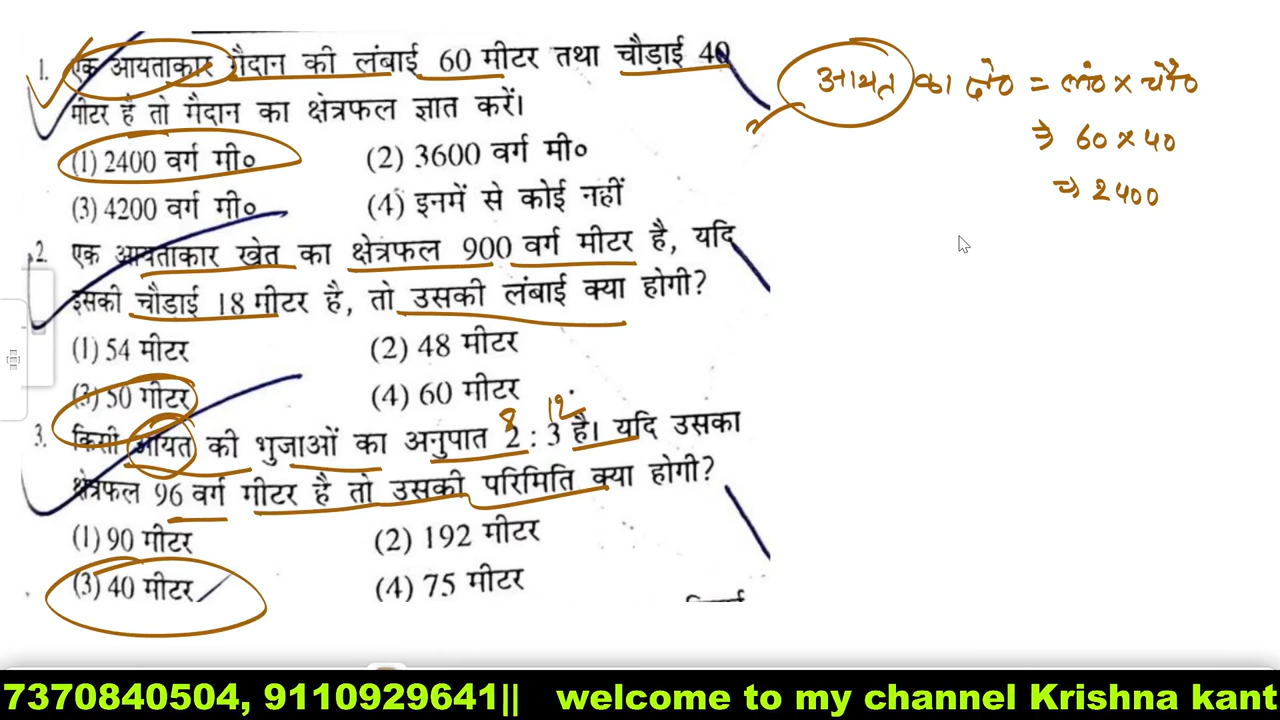 1. एक आयताकार मैदान की लंबाई 60 मीटर तथा चौड़ाई 40
मीटर है तो मैदान का क्षेत्रफल ज्ञात करें।
(1) 2400 वर्ग मी० (2) 3600 वर्ग मी०
(3) 4200 वर्ग मी० (4) इनमें से कोई नहीं
2. एक आयताकार खेत का क्षेत्रफल 900 वर्ग मीटर है, यदि
इसकी चौड़ाई 18 मीटर है, तो उसकी लंबाई क्या होगी?
(1) 54 मीटर (2) 48 मीटर
(3) 50 मीटर (4) 60 मीटर
8 12
3. किसी आयत की भुजाओं का अनुपात 2 : 3 है। यदि उसका
क्षेत्रफल 96 वर्ग मीटर है तो उसकी परिमिति क्या होगी?
(1) 90 मीटर (2) 192 मीटर
(3) 40 मीटर (4) 75 मीटर
आयत का क्षे० = लं० × चौ०
⇒ 60 × 40
⇒ 2400
7370840504, 9110929641|| welcome to my channel Krishna kant